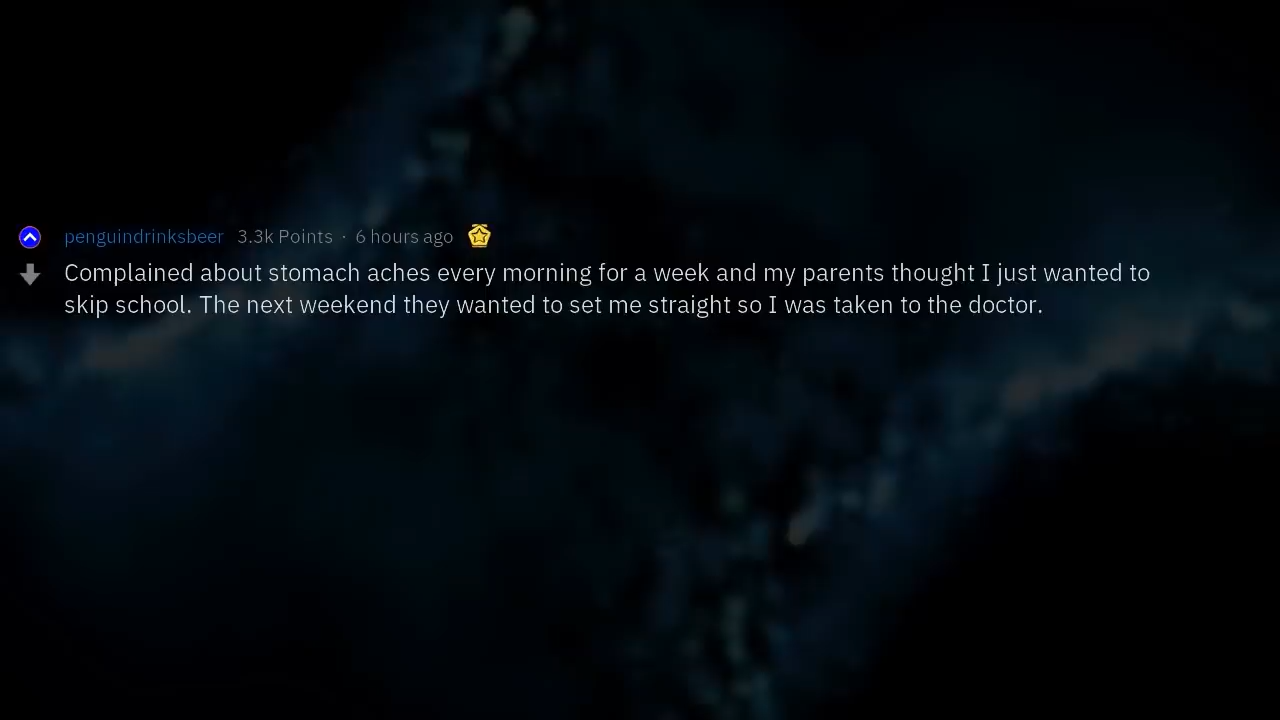 penguindrinksbeer 3.3k Points · 6 hours ago
Complained about stomach aches every morning for a week and my parents thought I just wanted to
skip school. The next weekend they wanted to set me straight so I was taken to the doctor.